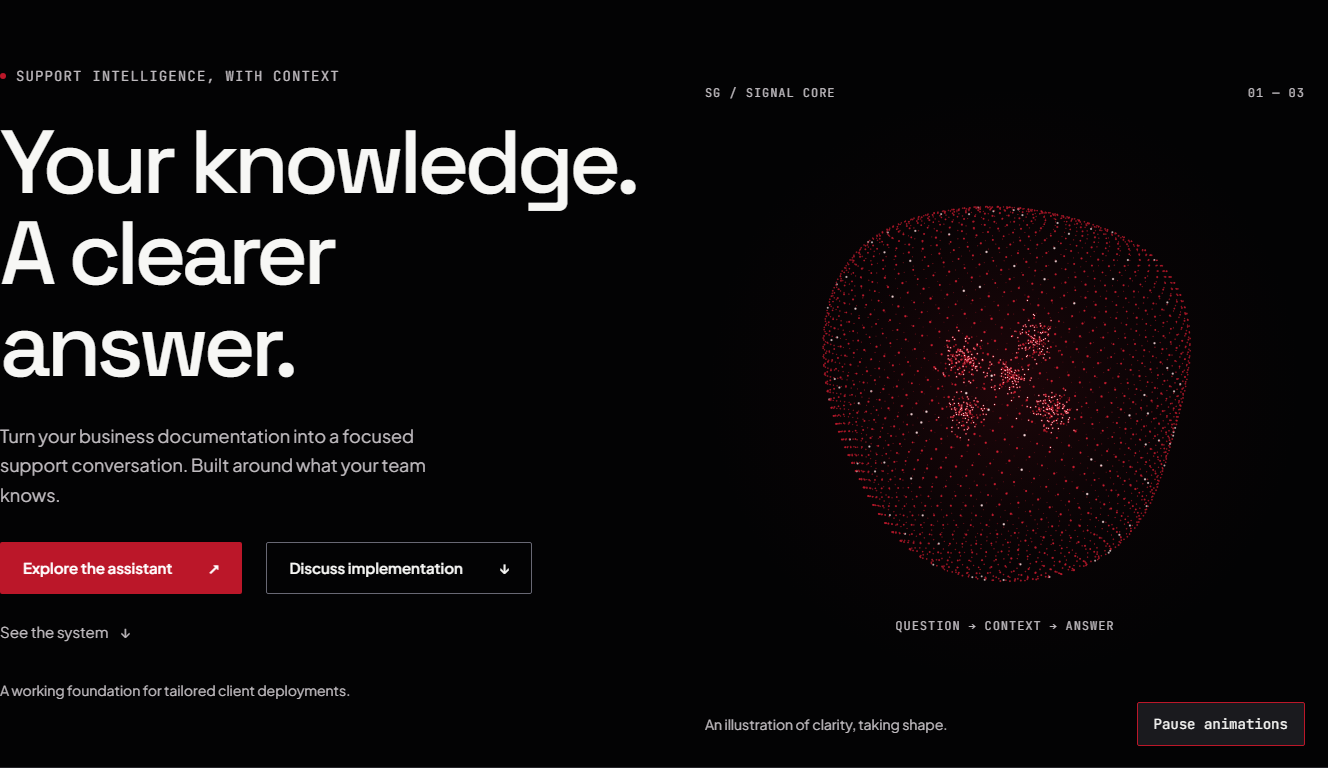 SUPPORT INTELLIGENCE, WITH CONTEXT
Your knowledge.
A clearer
answer.
Turn your business documentation into a focused
support conversation. Built around what your team
knows.
Explore the assistant ↗
Discuss implementation ↓
See the system ↓
A working foundation for tailored client deployments.
SG / SIGNAL CORE
01 — 03
QUESTION → CONTEXT → ANSWER
An illustration of clarity, taking shape.
Pause animations